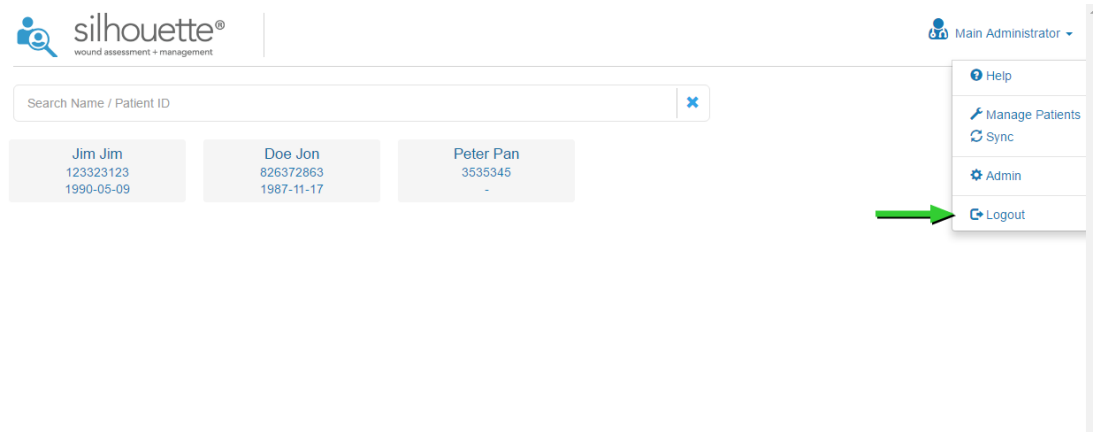 silhouette®
wound assessment + management
Main Administrator
Help
Manage Patients
Sync
Admin
Logout
Search Name / Patient ID
Jim Jim
123323123
1990-05-09
Doe Jon
826372863
1987-11-17
Peter Pan
3535345
-